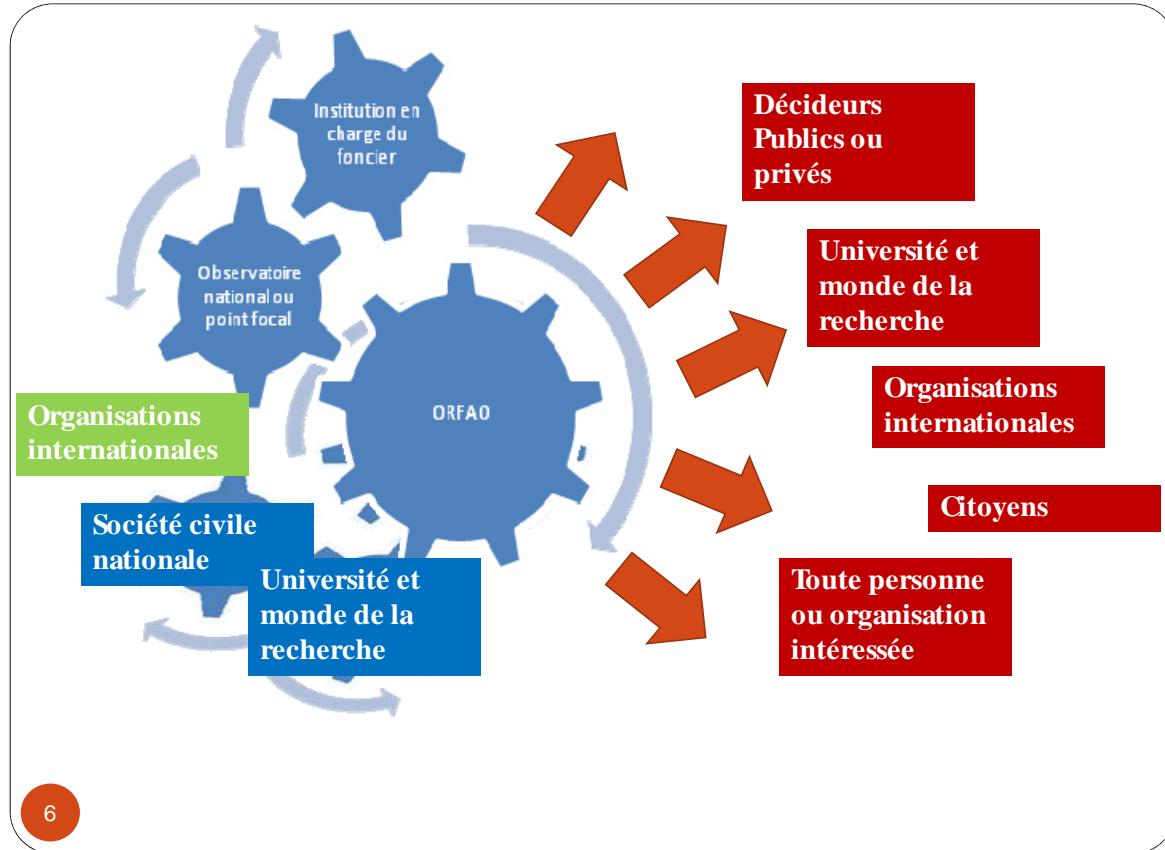 Institution en
charge du
foncier
Observatoire
national ou
point focal
ORFAO
Organisations
internationales
Société civile
nationale
Université et
monde de la
recherche
Décideurs
Publics ou
privés
Université et
monde de la
recherche
Organisations
internationales
Citoyens
Toute personne
ou organisation
intéressée
6